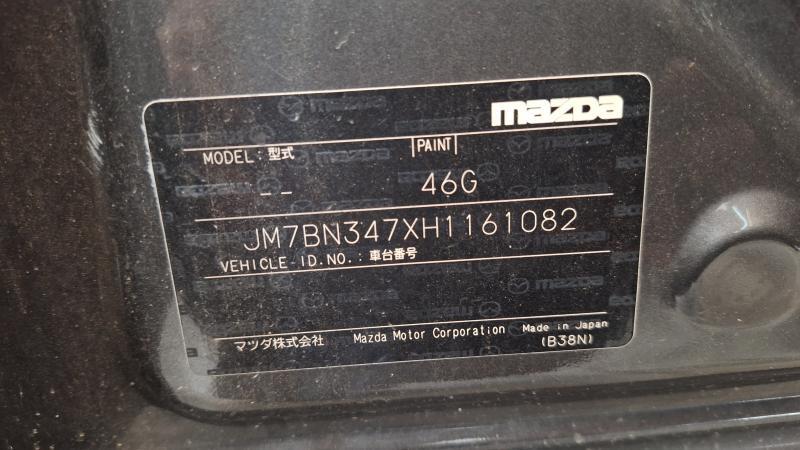 mazda
MODEL : 型式 PAINT
-- 46G
JM7BN347XH1161082
VEHICLE-ID.NO. : 車台番号
マツダ株式会社 Mazda Motor Corporation Made in Japan
(B38N)